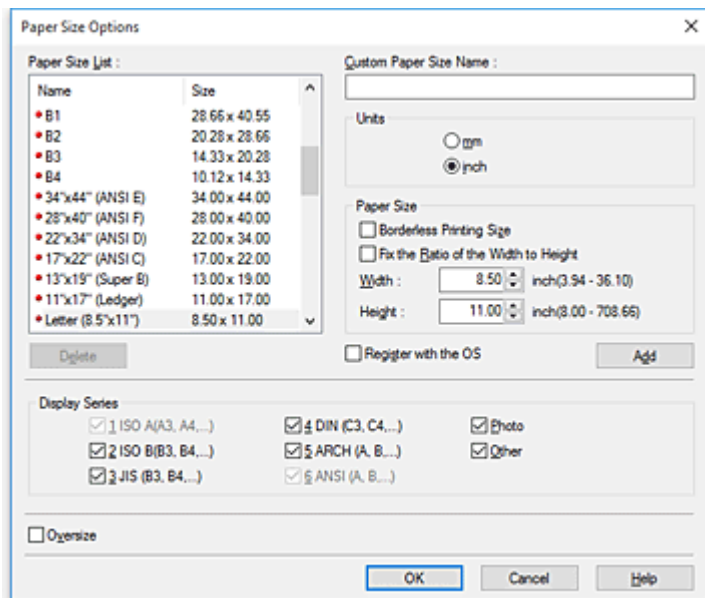 Paper Size Options
Paper Size List :
Name Size
B1 28.66 x 40.55
B2 20.28 x 28.66
B3 14.33 x 20.28
B4 10.12 x 14.33
34"x44" (ANSI E) 34.00 x 44.00
28"x40" (ANSI F) 28.00 x 40.00
22"x34" (ANSI D) 22.00 x 34.00
17"x22" (ANSI C) 17.00 x 22.00
13"x19" (Super B) 13.00 x 19.00
11"x17" (Ledger) 11.00 x 17.00
Letter (8.5"x11") 8.50 x 11.00
Delete
Custom Paper Size Name :
Units
mm
inch
Paper Size
Borderless Printing Size
Fix the Ratio of the Width to Height
Width : 8.50 inch(3.94 - 36.10)
Height : 11.00 inch(8.00 - 708.66)
Register with the OS
Add
Display Series
1 ISO A(A3, A4,...) 4 DIN (C3, C4,...) Photo
2 ISO B(B3, B4,...) 5 ARCH (A, B,...) Other
3 JIS (B3, B4,...) 6 ANSI (A, B,...)
Oversize
OK Cancel Help